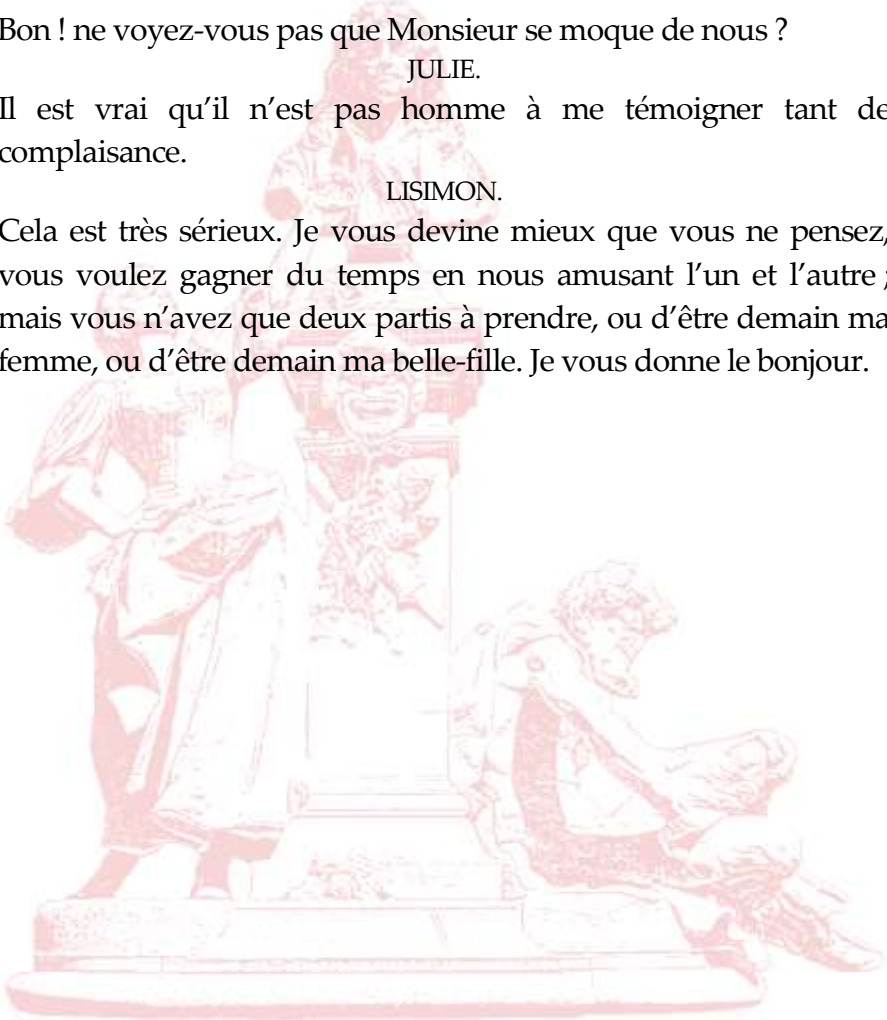 Bon ! ne voyez-vous pas que Monsieur se moque de nous ?
JULIE.
Il est vrai qu’il n’est pas homme à me témoigner tant de
complaisance.
LISIMON.
Cela est très sérieux. Je vous devine mieux que vous ne pensez,
vous voulez gagner du temps en nous amusant l’un et l’autre ;
mais vous n’avez que deux partis à prendre, ou d’être demain ma
femme, ou d’être demain ma belle-fille. Je vous donne le bonjour.